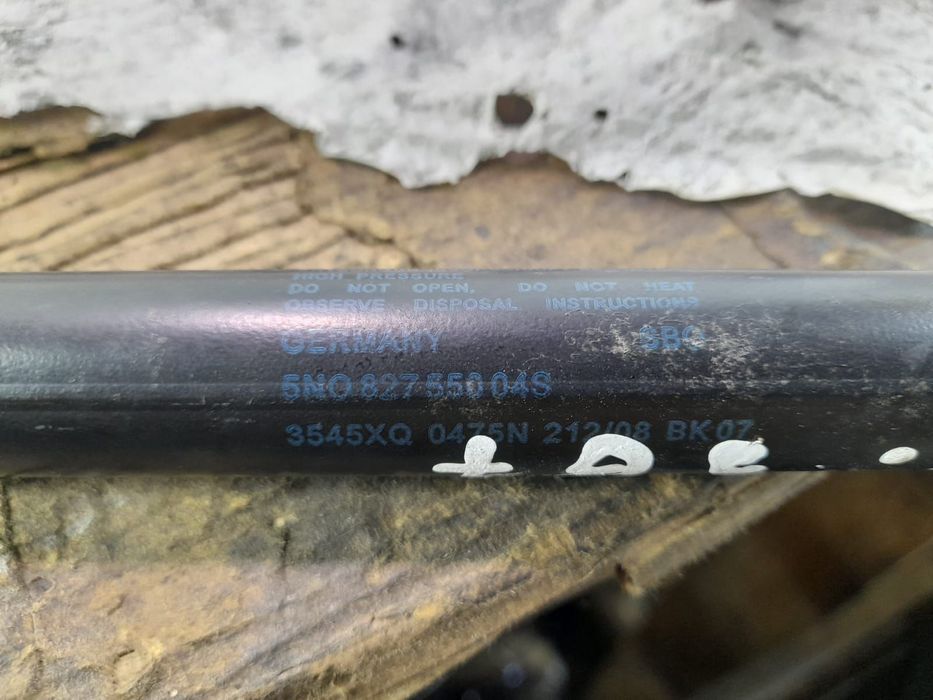 HIGH PRESSURE
DO NOT OPEN, DO NOT HEAT
OBSERVE DISPOSAL INSTRUCTIONS
GERMANY
5N0 827 550 04S
3545XQ 0475N 212/08 BK07